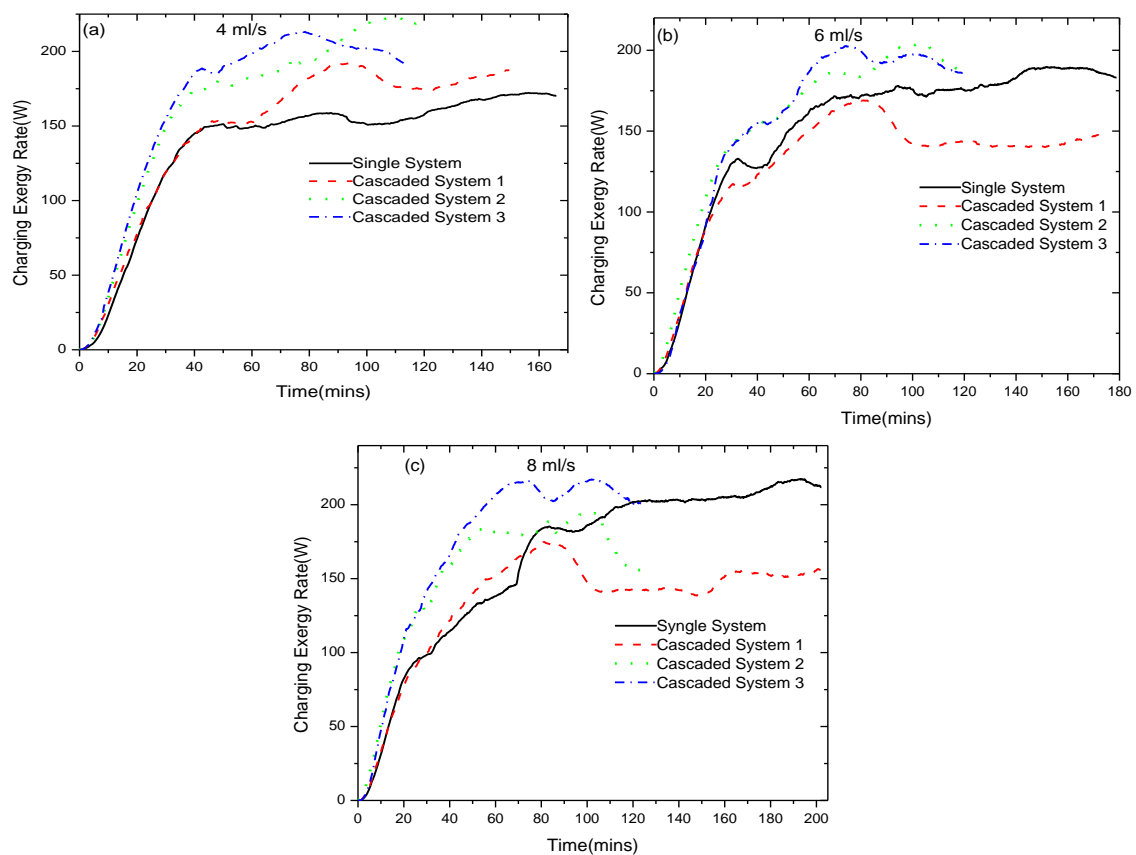 (a)
4 ml/s
200
150
100
50
0
Charging Exergy Rate(W)
Single System
Cascaded System 1
Cascaded System 2
Cascaded System 3
0 20 40 60 80 100 120 140 160
Time(mins)
(b)
6 ml/s
200
150
100
50
0
Charging Exergy Rate(W)
Single System
Cascaded System 1
Cascaded System 2
Cascaded System 3
0 20 40 60 80 100 120 140 160 180
Time(mins)
(c)
8 ml/s
200
150
100
50
0
Charging Exergy Rate(W)
Syngle System
Cascaded System 1
Cascaded System 2
Cascaded System 3
0 20 40 60 80 100 120 140 160 180 200
Time(mins)